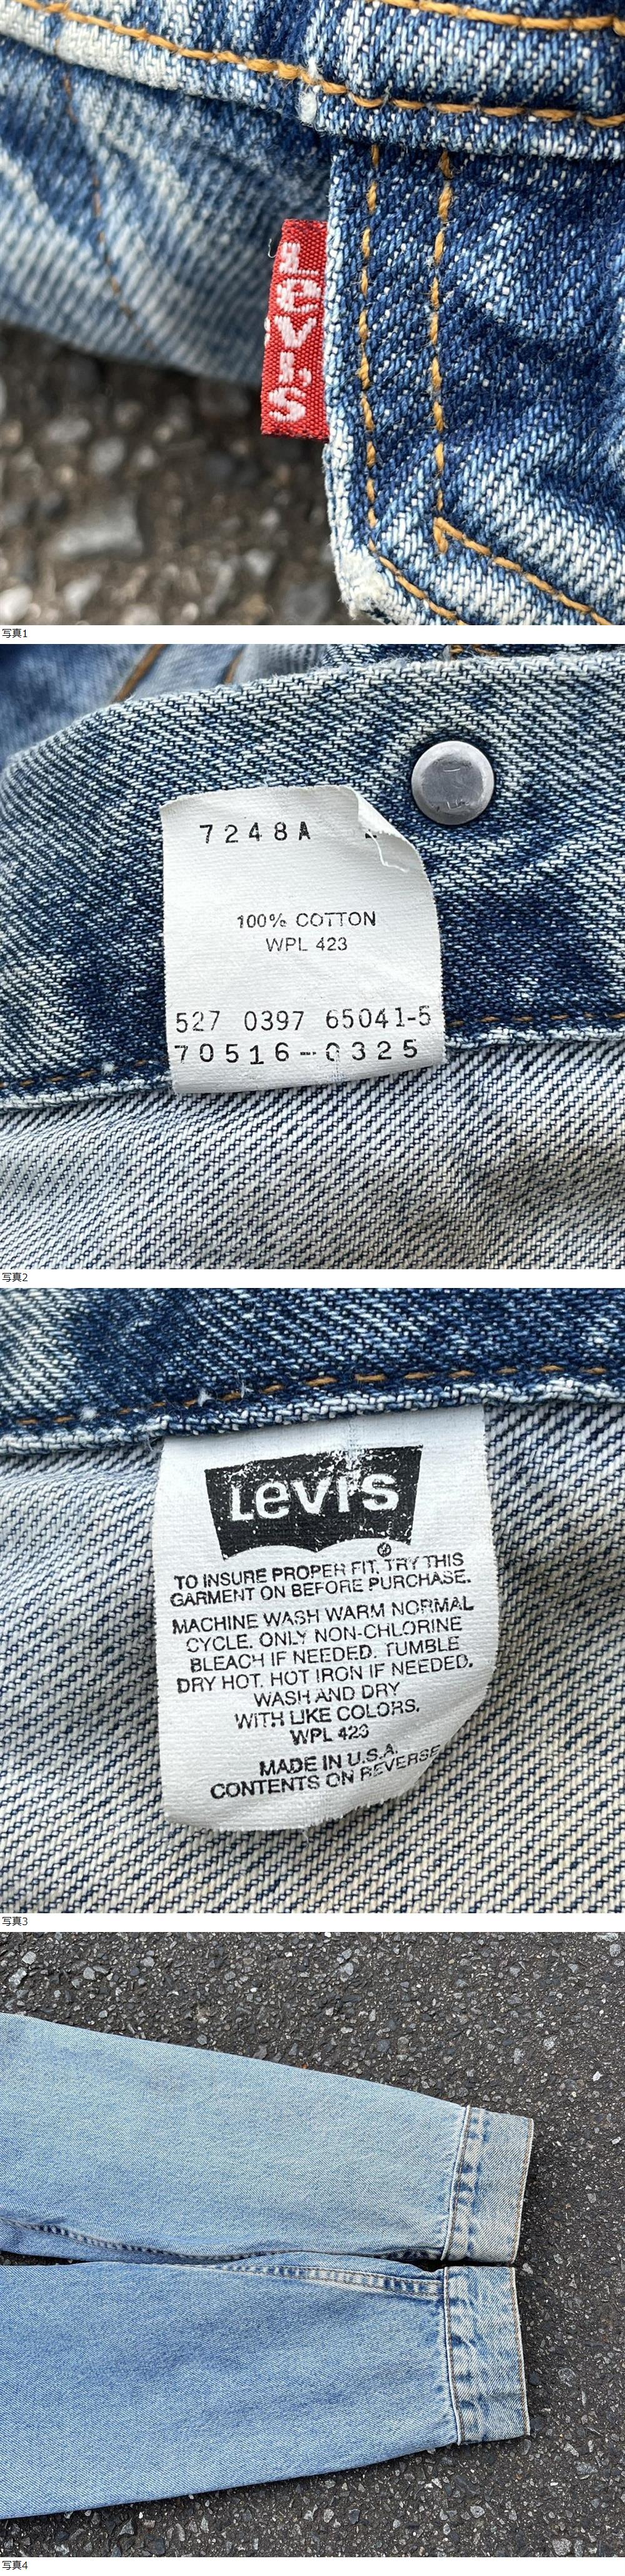 Levi's
写真1
7248A
100% COTTON
WPL 423
527 0397 65041-5
70516-0325
写真2
Levi's
TO INSURE PROPER FIT, TRY THIS
GARMENT ON BEFORE PURCHASE.
MACHINE WASH WARM NORMAL
CYCLE. ONLY NON-CHLORINE
BLEACH IF NEEDED. TUMBLE
DRY HOT. HOT IRON IF NEEDED.
WASH AND DRY
WITH LIKE COLORS.
WPL 423
MADE IN U.S.A.
CONTENTS ON REVERSE
写真3
写真4